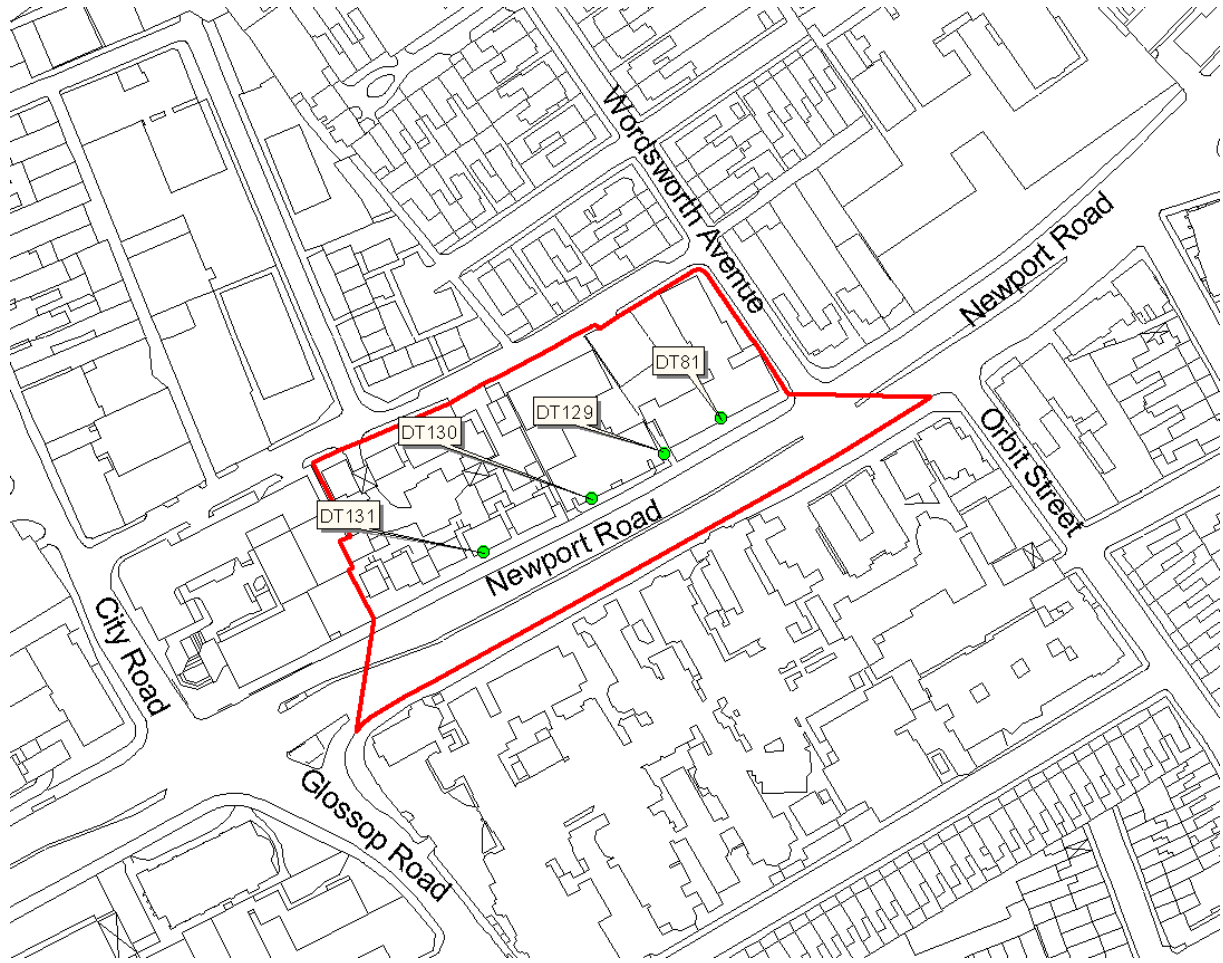 Wordsworth Avenue
Newport Road
DT81
DT129
DT130
DT131
Newport Road
Orbit Street
City Road
Glossop Road